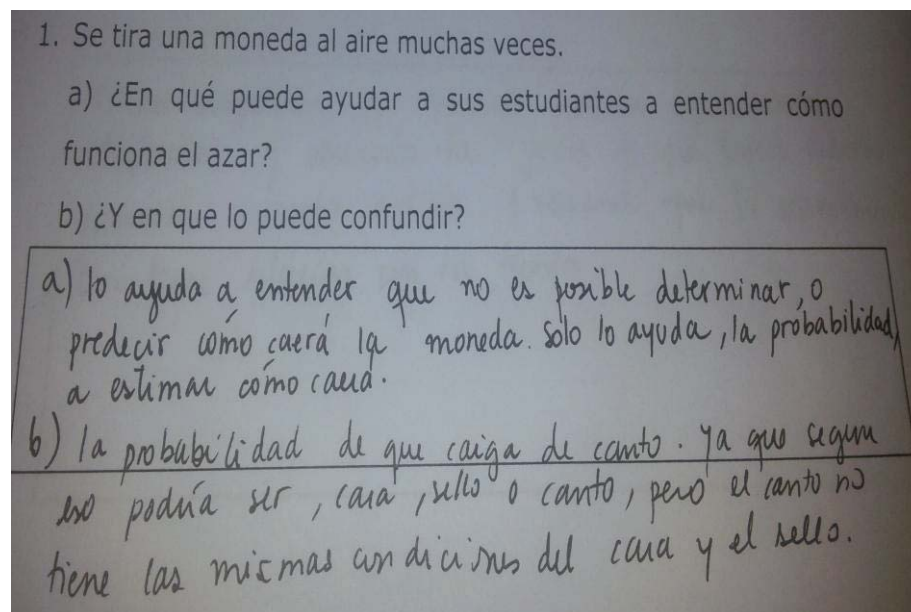 1. Se tira una moneda al aire muchas veces.
a) ¿En qué puede ayudar a sus estudiantes a entender cómo
funciona el azar?
b) ¿Y en que lo puede confundir?
a) lo ayuda a entender que no es posible determinar, o
predecir cómo caerá la moneda. Solo lo ayuda, la probabilidad,
a estimar cómo caerá.
b) la probabilidad de que caiga de canto. Ya que segun
eso podría ser, cara, sello o canto, pero el canto no
tiene las mismas condiciones del cara y el sello.